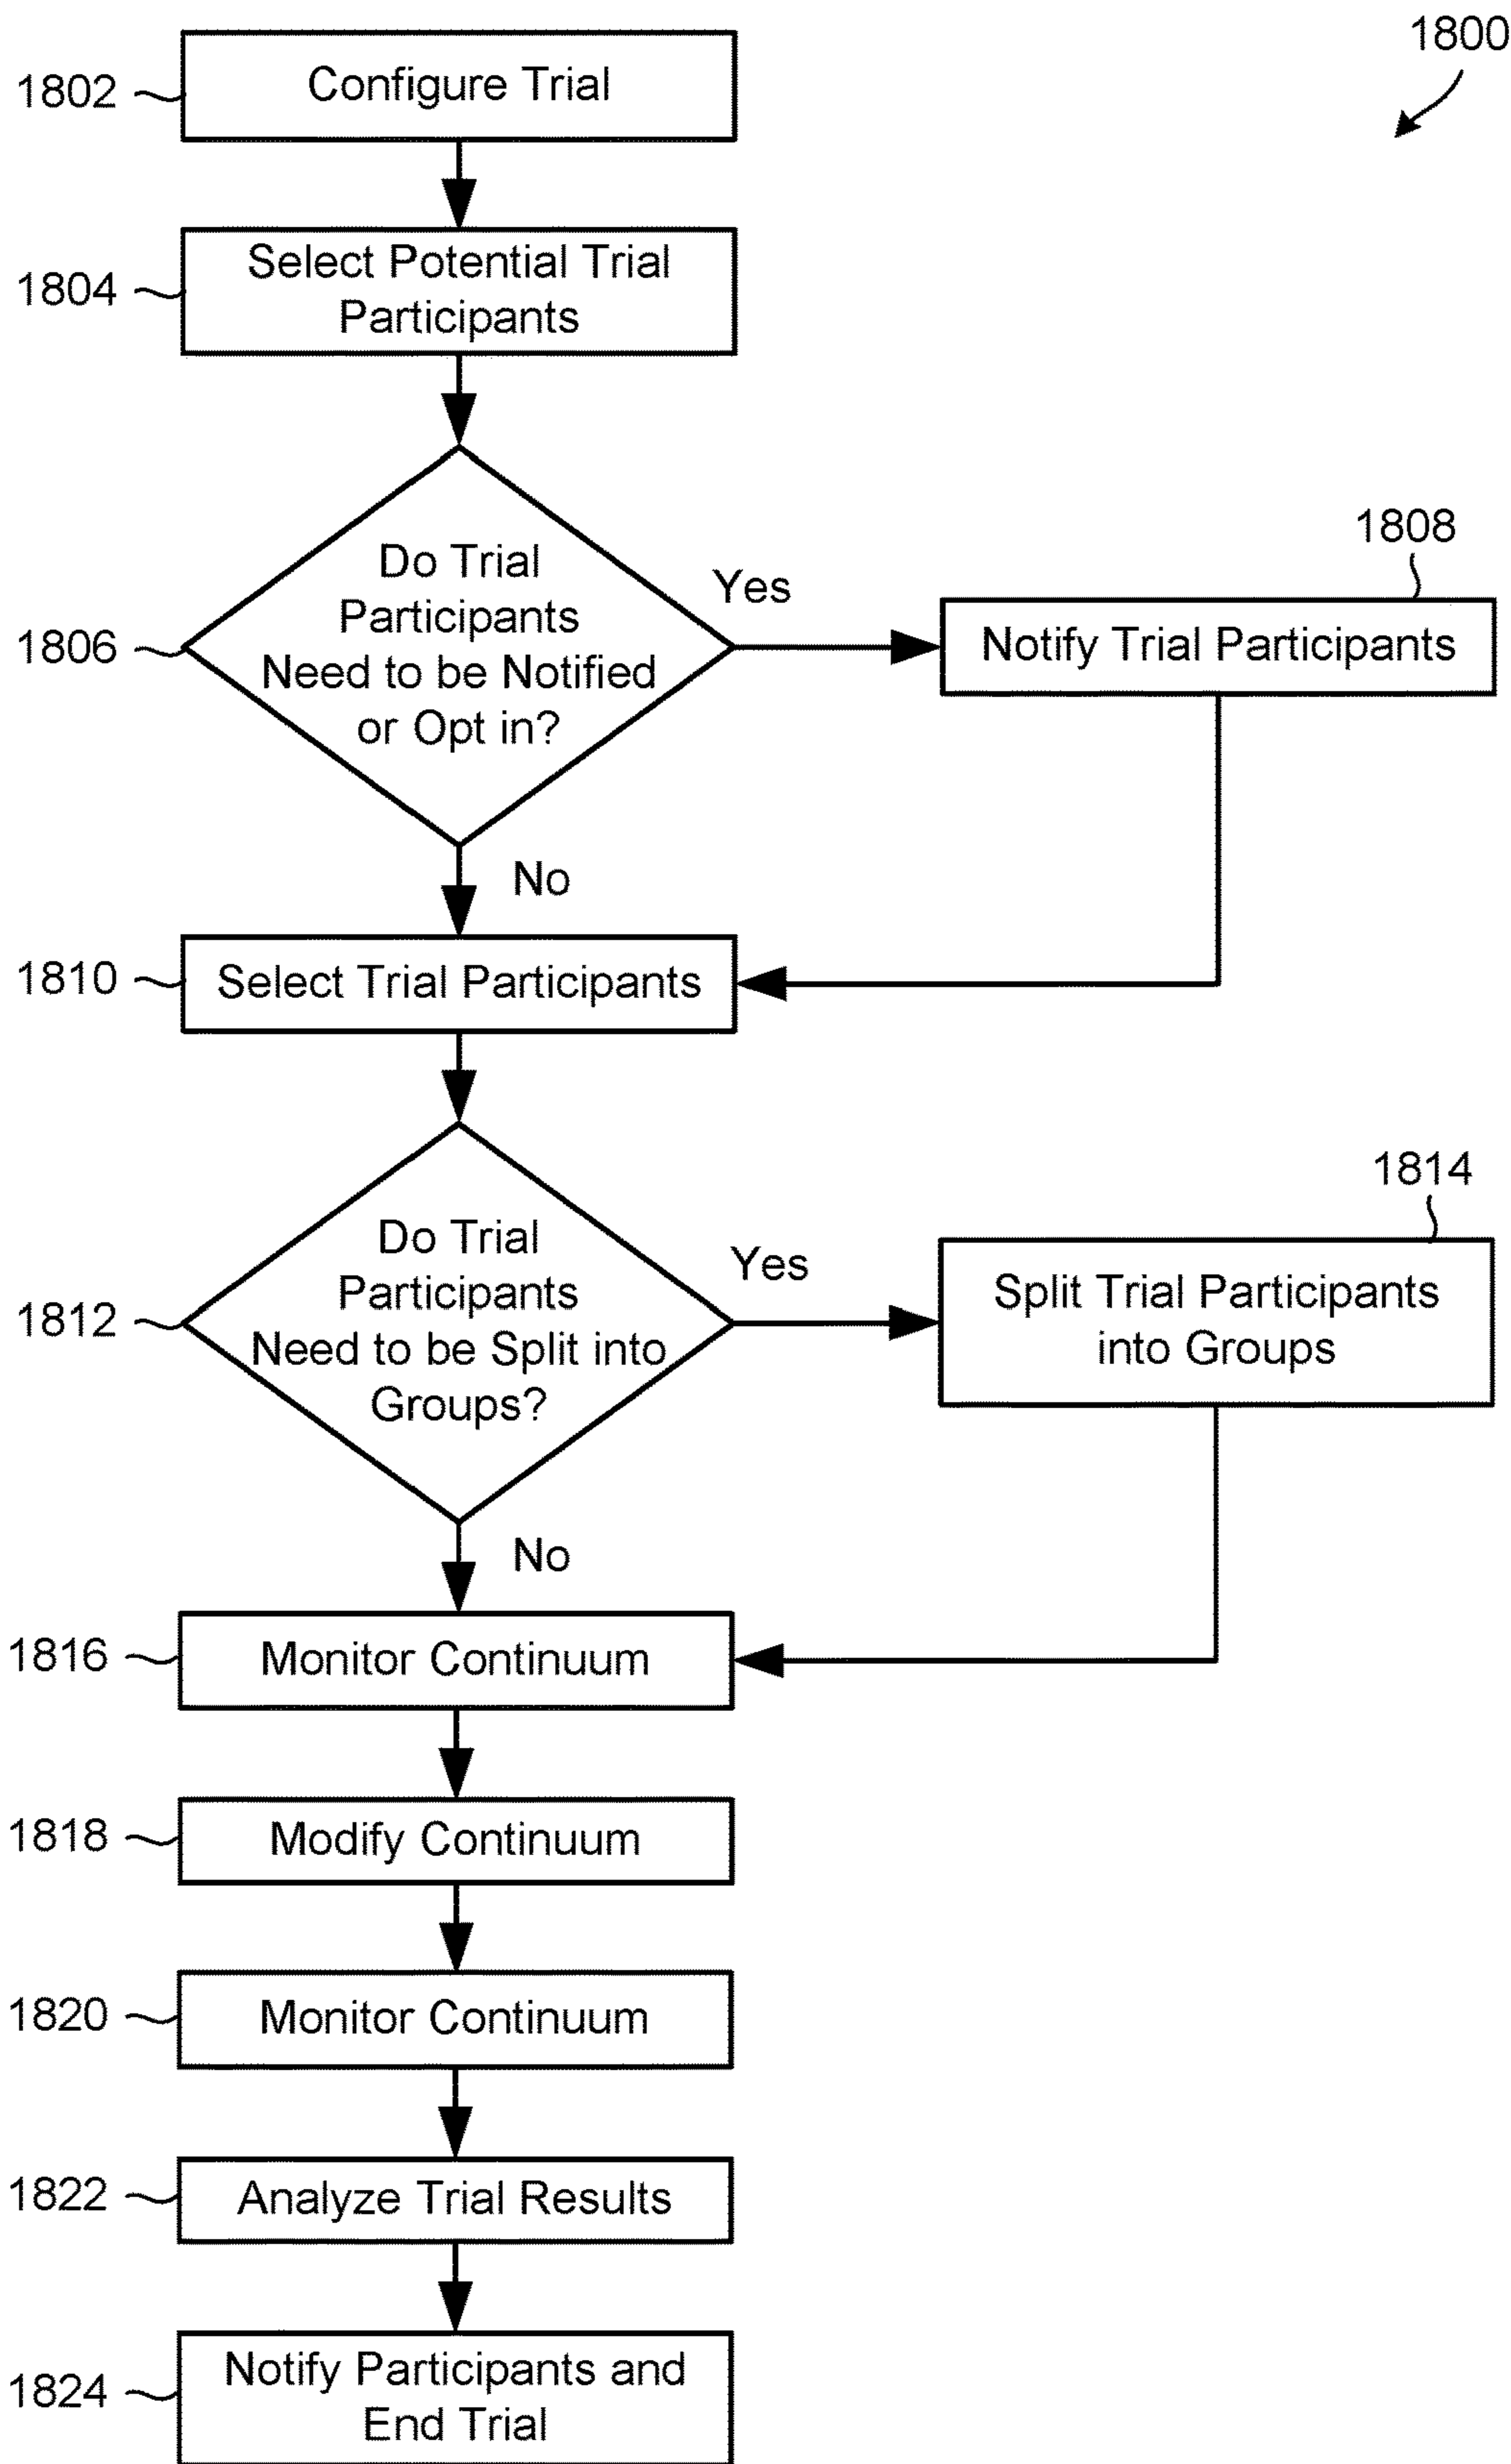 1800
1802
Configure Trial
1804
Select Potential Trial
Participants
1806
Do Trial
Participants
Need to be Notified
or Opt in?
Yes
1808
Notify Trial Participants
No
1810
Select Trial Participants
1812
Do Trial
Participants
Need to be Split into
Groups?
Yes
1814
Split Trial Participants
into Groups
No
1816
Monitor Continuum
1818
Modify Continuum
1820
Monitor Continuum
1822
Analyze Trial Results
1824
Notify Participants and
End Trial